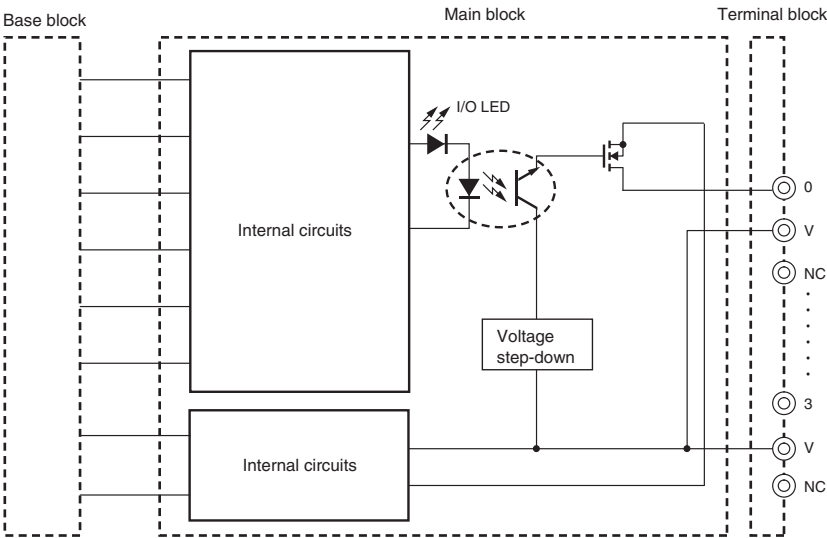 Base block
Main block
Terminal block
I/O LED
0
Internal circuits
V
NC
Voltage
step-down
3
V
Internal circuits
NC